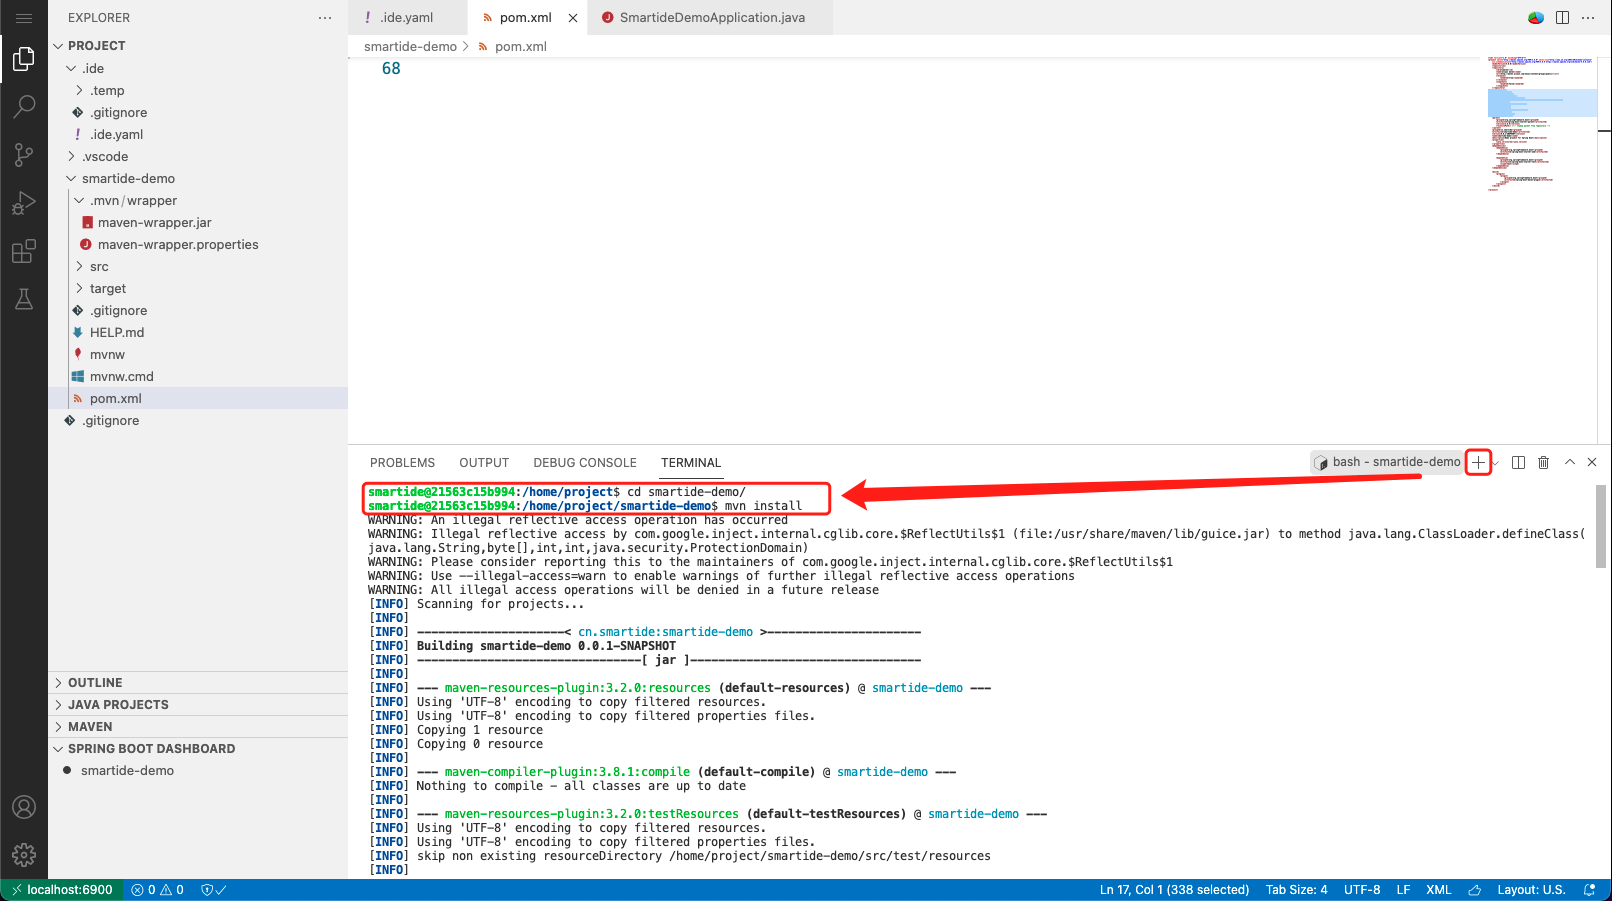 EXPLORER
PROJECT
.ide
.temp
.gitignore
.ide.yaml
.vscode
smartide-demo
.mvn/wrapper
maven-wrapper.jar
maven-wrapper.properties
src
target
.gitignore
HELP.md
mvnw
mvnw.cmd
pom.xml
.gitignore
OUTLINE
JAVA PROJECTS
MAVEN
SPRING BOOT DASHBOARD
smartide-demo
.ide.yaml
pom.xml
SmartideDemoApplication.java
smartide-demo > pom.xml
68
PROBLEMS OUTPUT DEBUG CONSOLE TERMINAL
bash - smartide-demo
smartide@21563c15b994:/home/project$ cd smartide-demo/
smartide@21563c15b994:/home/project/smartide-demo$ mvn install
WARNING: An illegal reflective access operation has occurred
WARNING: Illegal reflective access by com.google.inject.internal.cglib.core.$ReflectUtils$1 (file:/usr/share/maven/lib/guice.jar) to method java.lang.ClassLoader.defineClass(
java.lang.String,byte[],int,int,java.security.ProtectionDomain)
WARNING: Please consider reporting this to the maintainers of com.google.inject.internal.cglib.core.$ReflectUtils$1
WARNING: Use --illegal-access=warn to enable warnings of further illegal reflective access operations
WARNING: All illegal access operations will be denied in a future release
[INFO] Scanning for projects...
[INFO]
[INFO] ---------------------< cn.smartide:smartide-demo >----------------------
[INFO] Building smartide-demo 0.0.1-SNAPSHOT
[INFO] --------------------------------[ jar ]---------------------------------
[INFO]
[INFO] --- maven-resources-plugin:3.2.0:resources (default-resources) @ smartide-demo ---
[INFO] Using 'UTF-8' encoding to copy filtered resources.
[INFO] Using 'UTF-8' encoding to copy filtered properties files.
[INFO] Copying 1 resource
[INFO] Copying 0 resource
[INFO]
[INFO] --- maven-compiler-plugin:3.8.1:compile (default-compile) @ smartide-demo ---
[INFO] Nothing to compile - all classes are up to date
[INFO]
[INFO] --- maven-resources-plugin:3.2.0:testResources (default-testResources) @ smartide-demo ---
[INFO] Using 'UTF-8' encoding to copy filtered resources.
[INFO] Using 'UTF-8' encoding to copy filtered properties files.
[INFO] skip non existing resourceDirectory /home/project/smartide-demo/src/test/resources
[INFO]
localhost:6900 0 0 Ln 17, Col 1 (338 selected) Tab Size: 4 UTF-8 LF XML Layout: U.S.